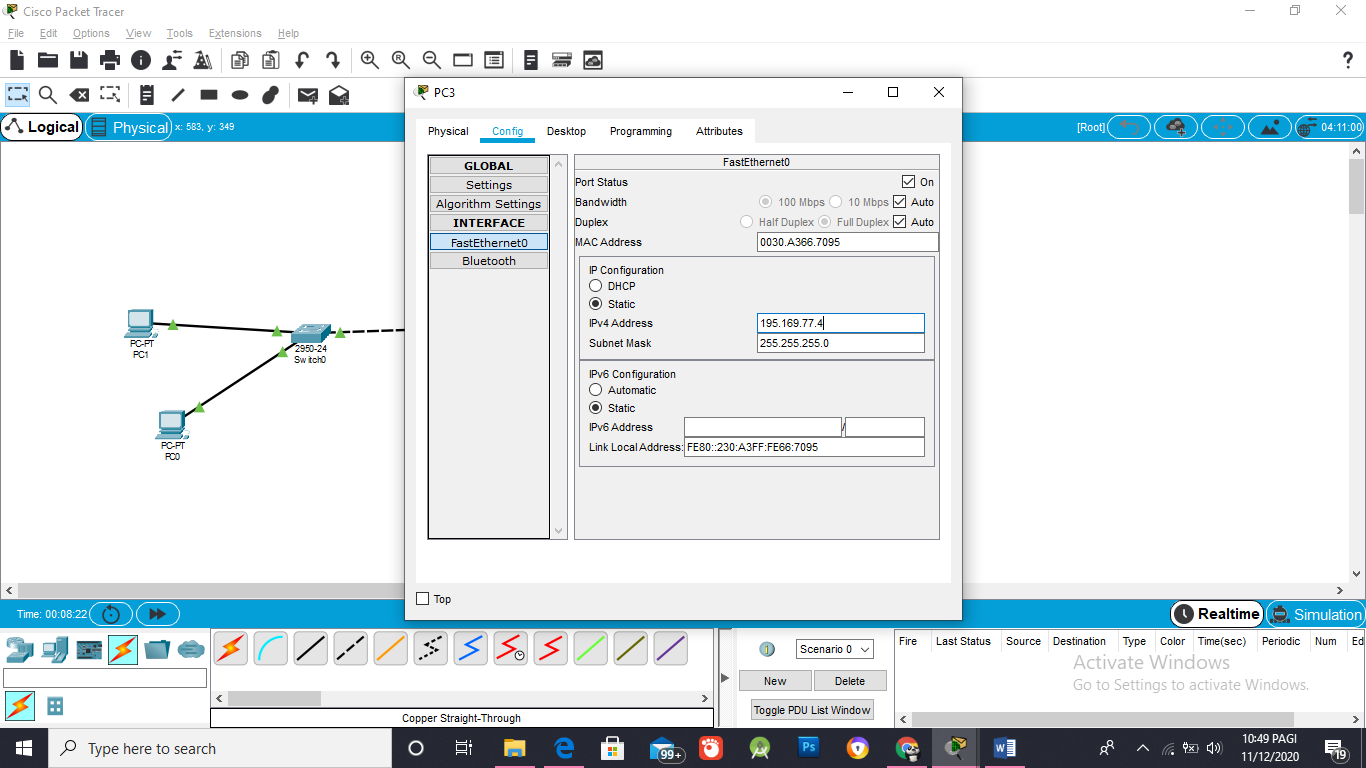 Cisco Packet Tracer
File Edit Options View Tools Extensions Help
Logical
Physical
x: 583, y: 349
[Root]
04:11:00
PC3
Physical Config Desktop Programming Attributes
GLOBAL
Settings
Algorithm Settings
INTERFACE
FastEthernet0
Bluetooth
FastEthernet0
Port Status On
Bandwidth 100 Mbps 10 Mbps Auto
Duplex Half Duplex Full Duplex Auto
MAC Address 0030.A366.7095
IP Configuration
DHCP
Static
IPv4 Address 195.169.77.4
Subnet Mask 255.255.255.0
IPv6 Configuration
Automatic
Static
IPv6 Address /
Link Local Address: FE80::230:A3FF:FE66:7095
Top
PC-PT
PC1
2950-24
Switch0
PC-PT
PC0
Time: 00:08:22
Realtime
Simulation
Scenario 0
New Delete
Toggle PDU List Window
Fire Last Status Source Destination Type Color Time(sec) Periodic Num Ed
Activate Windows
Go to Settings to activate Windows.
Copper Straight-Through
Type here to search
99+
Ps
10:49 PAGI
11/12/2020
19